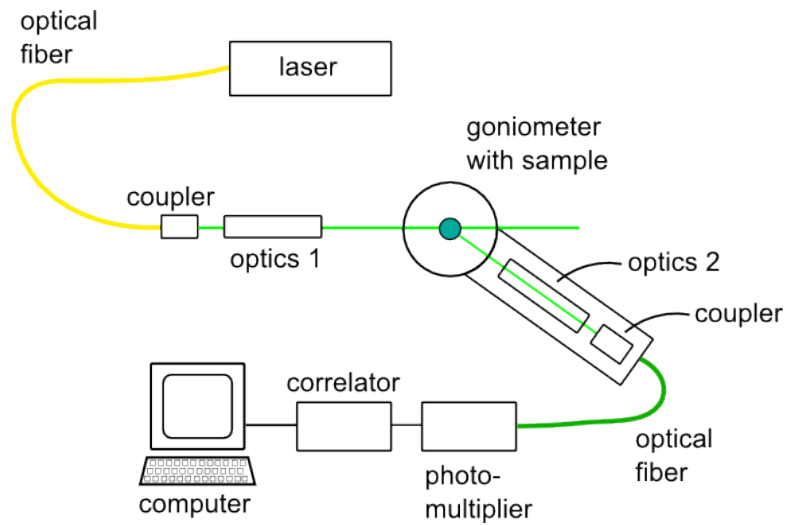 optical
fiber
laser
goniometer
with sample
coupler
optics 1
optics 2
coupler
correlator
optical
fiber
photo-
multiplier
computer